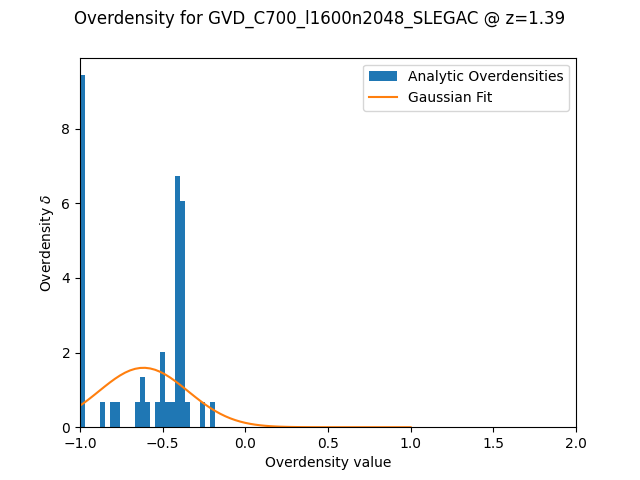 Overdensity for GVD_C700_l1600n2048_SLEGAC @ z=1.39
Analytic Overdensities
Gaussian Fit
Overdensity δ
8
6
4
2
0
−1.0 −0.5 0.0 0.5 1.0 1.5 2.0
Overdensity value